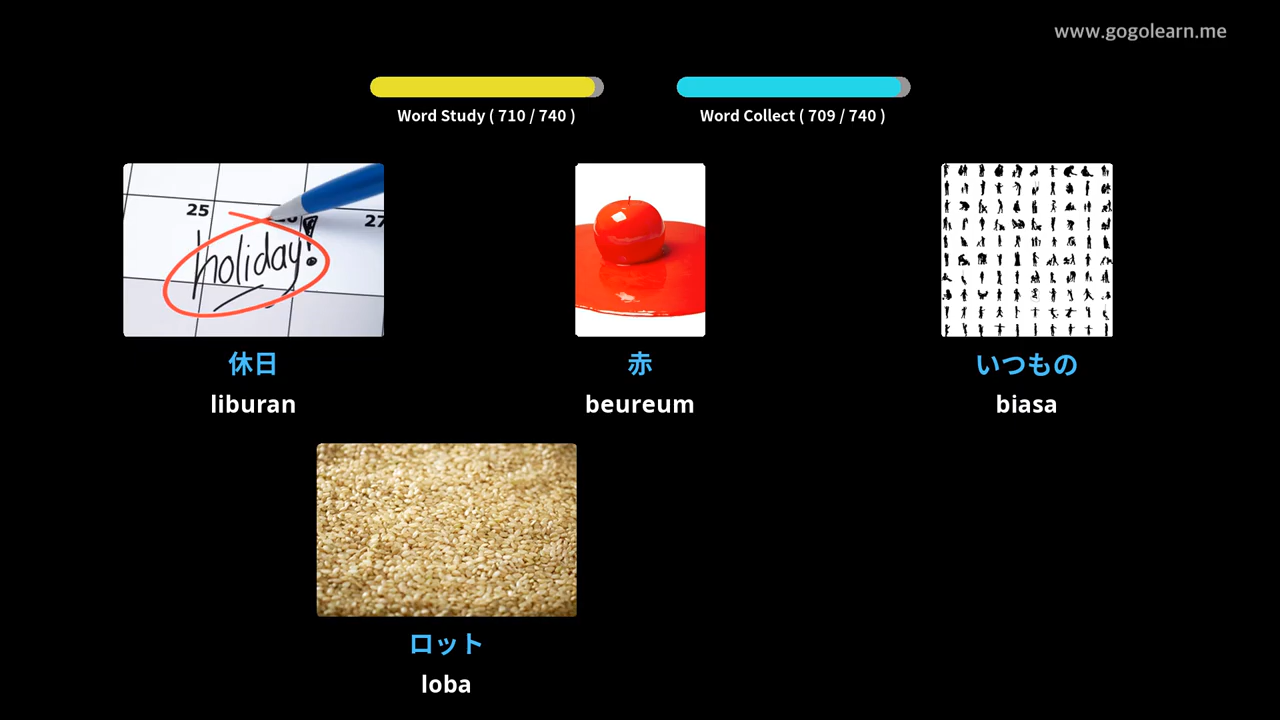 www.gogolearn.me
Word Study ( 710 / 740 )
Word Collect ( 709 / 740 )
25
27
holiday!
休日
liburan
赤
beureum
いつもの
biasa
ロット
loba